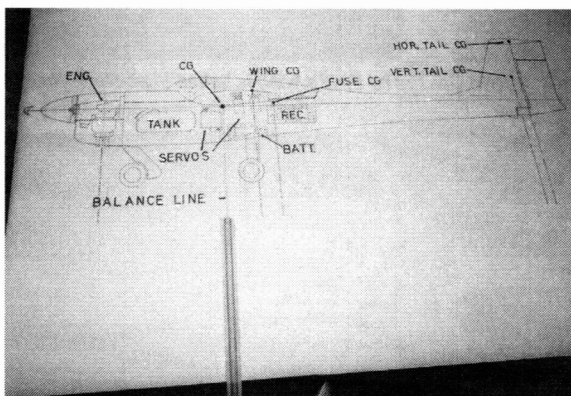 HOR. TAIL CG
VERT. TAIL CG
ENG.
CG
WING CG
FUSE. CG
TANK
REC.
SERVOS
BATT.
BALANCE LINE